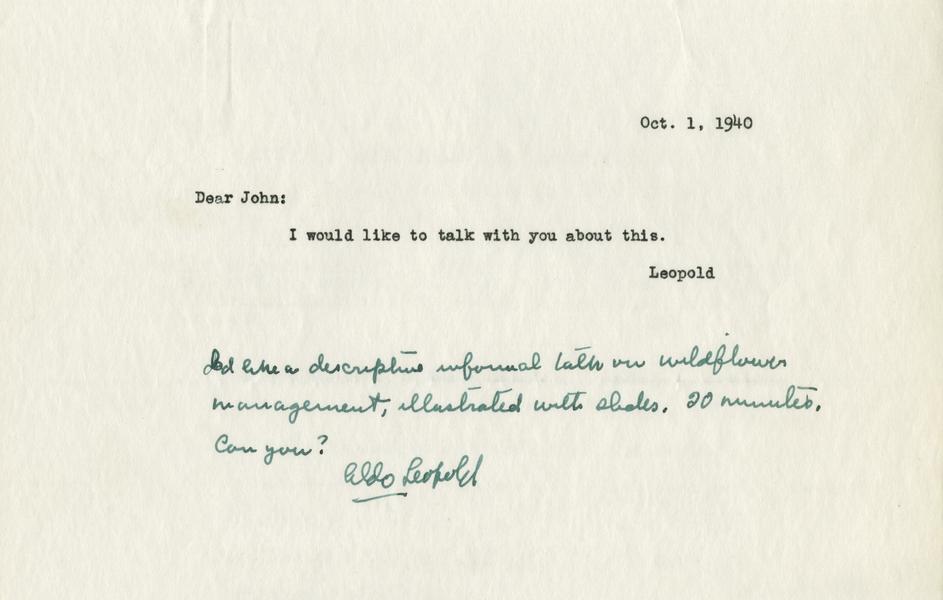 Oct. 1, 1940
Dear John:
I would like to talk with you about this.
Leopold
I'd like a descriptive informal talk on wildflower
management, illustrated with slides. 20 minutes.
Can you?
Aldo Leopold